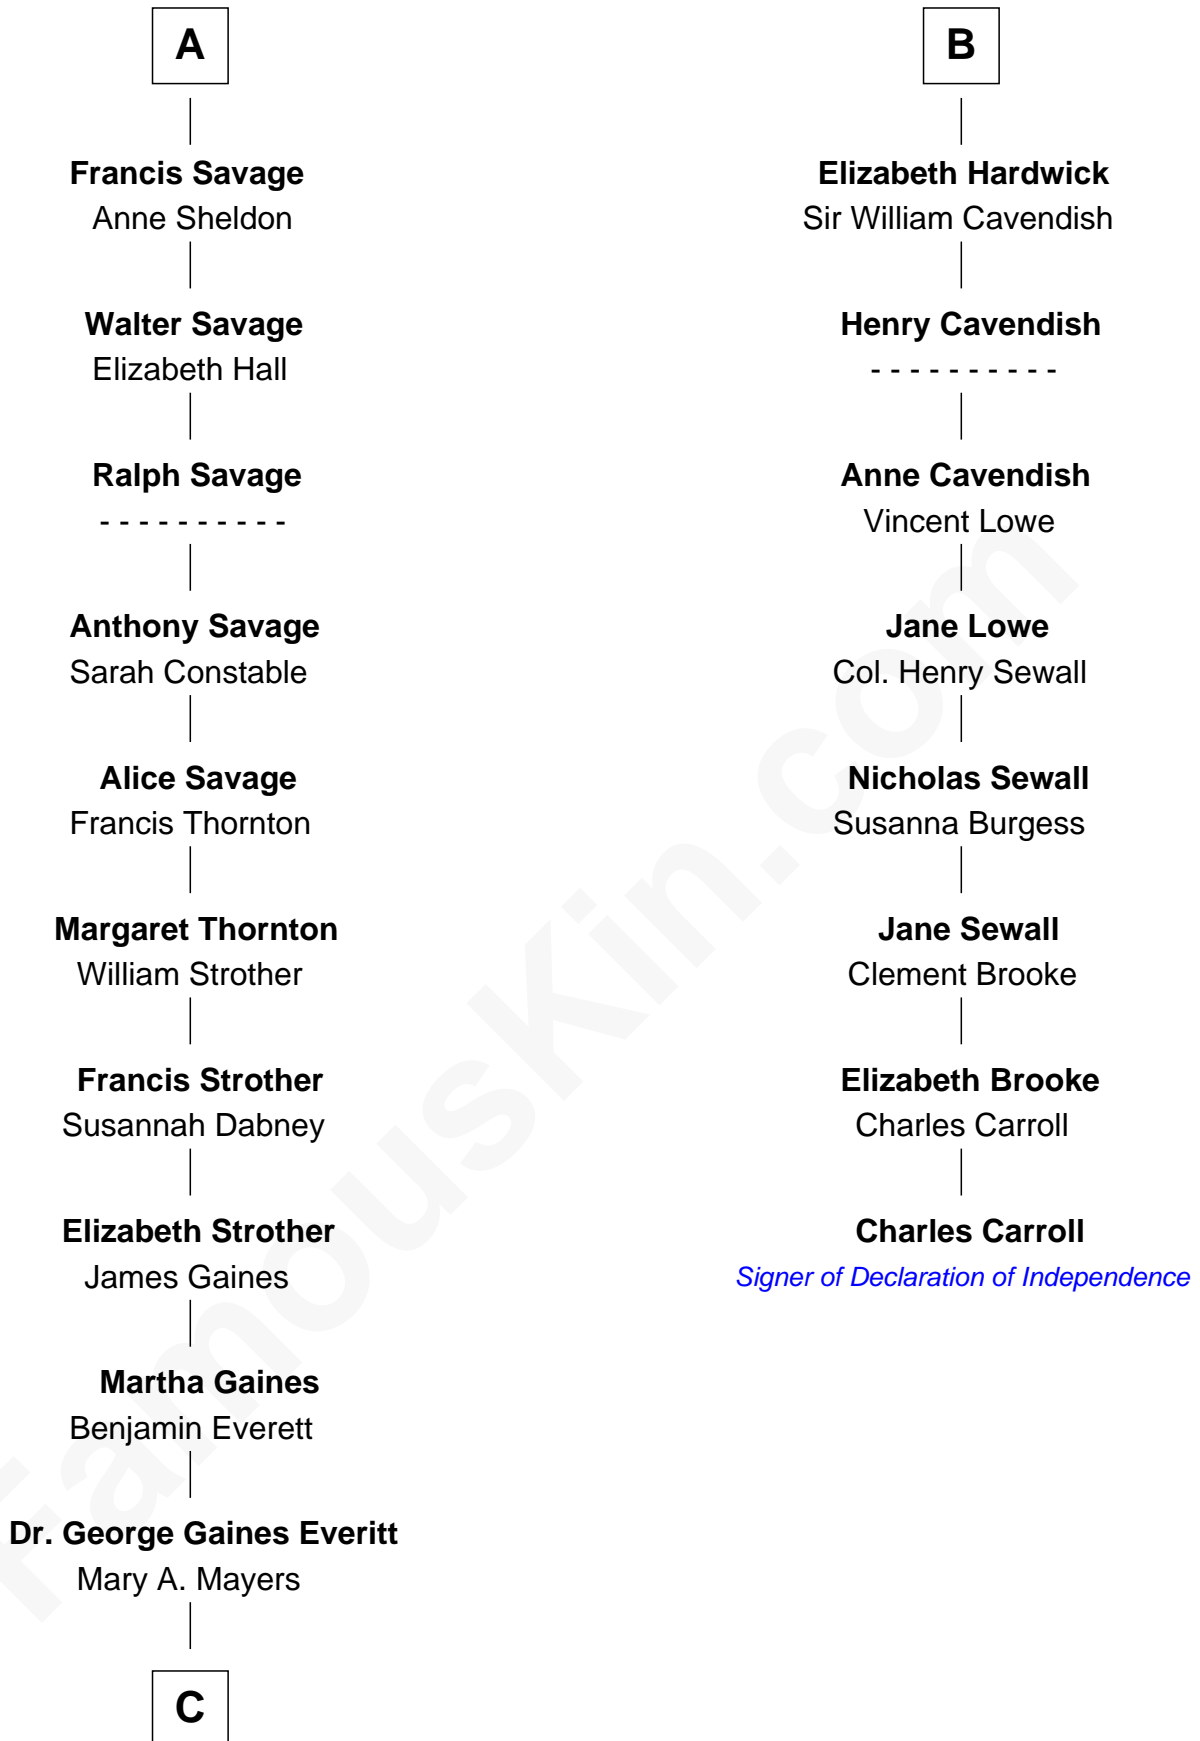 A
Francis Savage
Anne Sheldon
Walter Savage
Elizabeth Hall
Ralph Savage
- - - - - - - - - -
Anthony Savage
Sarah Constable
Alice Savage
Francis Thornton
Margaret Thornton
William Strother
Francis Strother
Susannah Dabney
Elizabeth Strother
James Gaines
Martha Gaines
Benjamin Everett
Dr. George Gaines Everitt
Mary A. Mayers
C
B
Elizabeth Hardwick
Sir William Cavendish
Henry Cavendish
- - - - - - - - - -
Anne Cavendish
Vincent Lowe
Jane Lowe
Col. Henry Sewall
Nicholas Sewall
Susanna Burgess
Jane Sewall
Clement Brooke
Elizabeth Brooke
Charles Carroll
Charles Carroll
Signer of Declaration of Independence
FamousKin.com